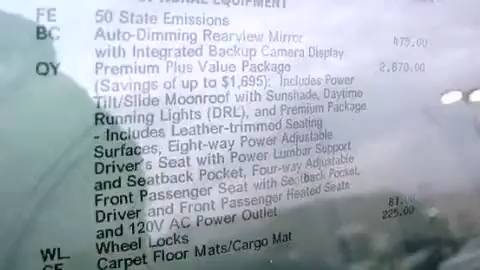 EQUIPMENT
FE 50 State Emissions
BC Auto-Dimming Rearview Mirror 475.00
with Integrated Backup Camera Display
QY Premium Plus Value Package 2,870.00
(Savings of up to $1,695): Includes Power
Tilt/Slide Moonroof with Sunshade, Daytime
Running Lights (DRL), and Premium Package
- Includes Leather-trimmed Seating
Surfaces, Eight-way Power Adjustable
Driver's Seat with Power Lumbar Support
and Seatback Pocket, Four-way Adjustable
Front Passenger Seat with Seatback Pocket,
Driver and Front Passenger Heated Seats
and 120V AC Power Outlet
WL Wheel Locks 81.00
Carpet Floor Mats/Cargo Mat 225.00